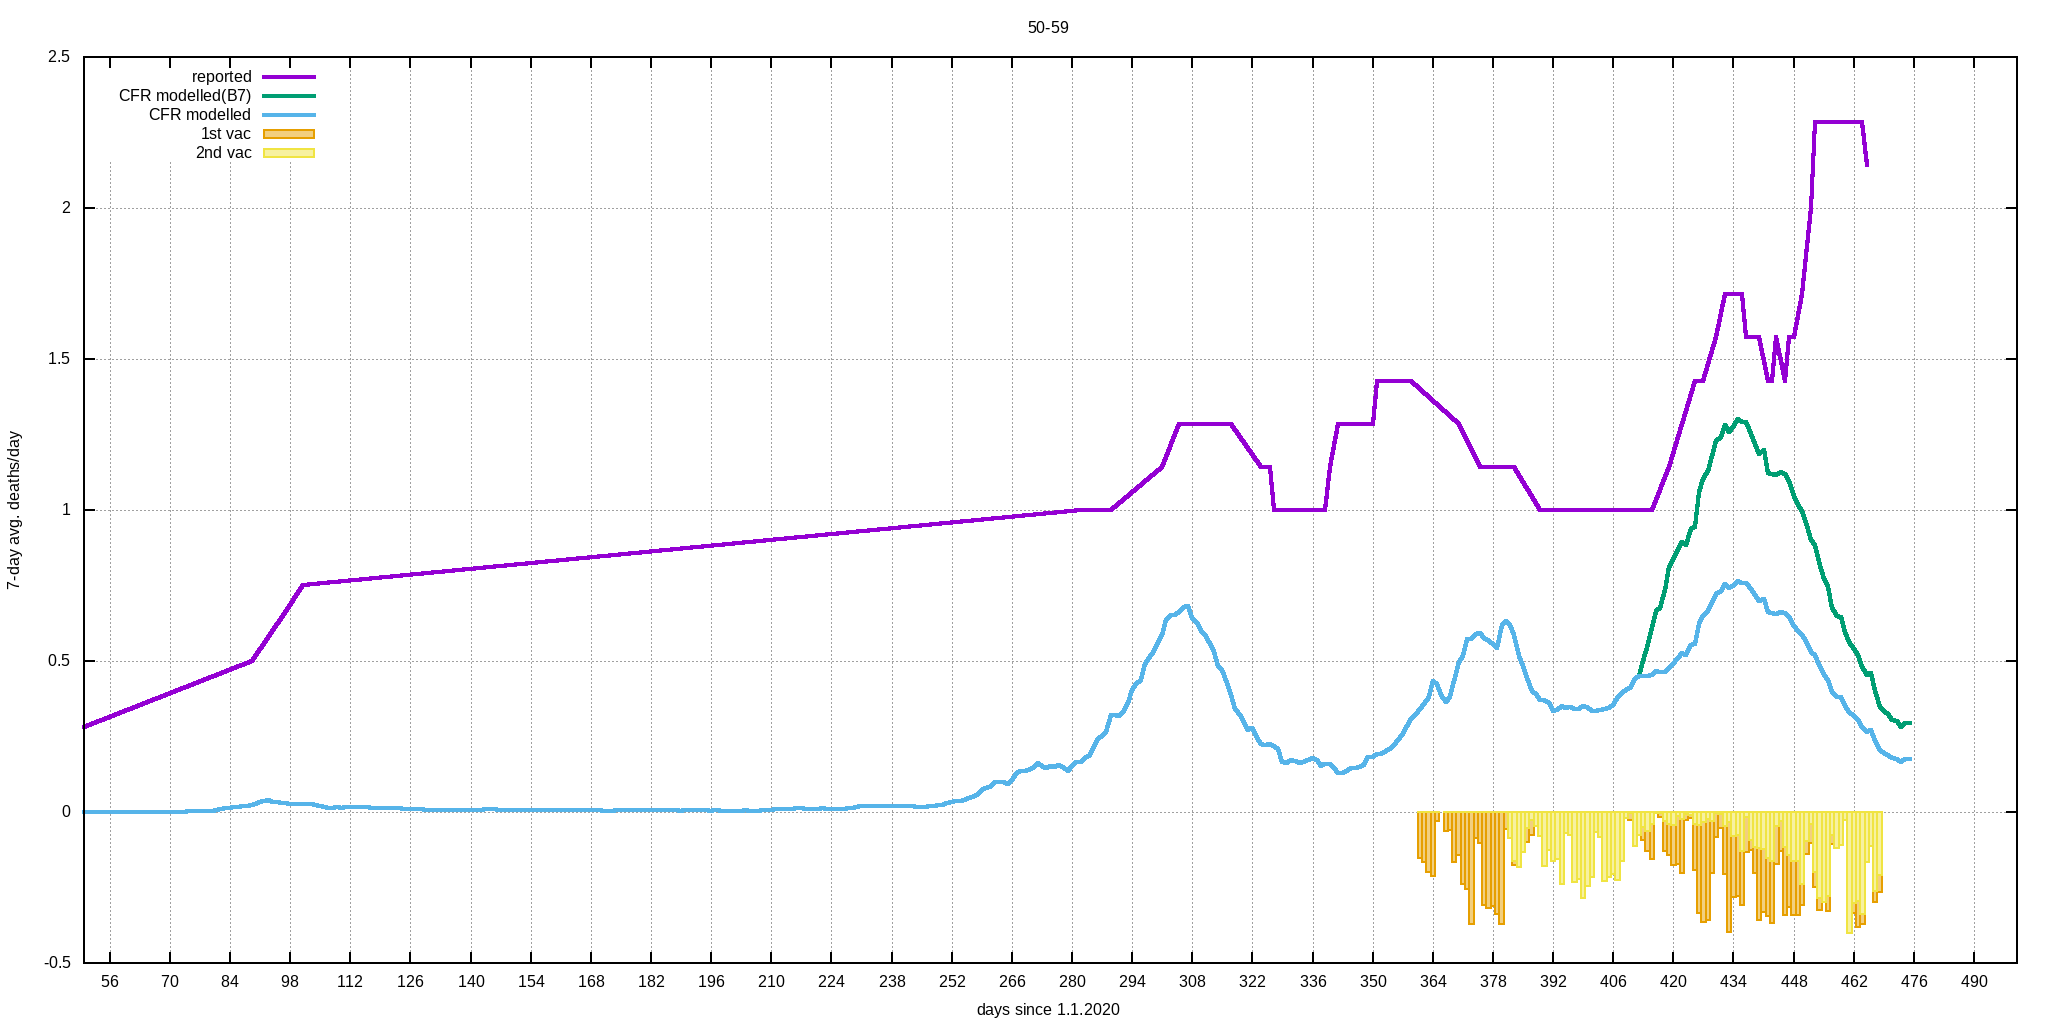 50-59
2.5
2
1.5
1
0.5
0
-0.5
7-day avg. deaths/day
reported
CFR modelled(B7)
CFR modelled
1st vac
2nd vac
56 70 84 98 112 126 140 154 168 182 196 210 224 238 252 266 280 294 308 322 336 350 364 378 392 406 420 434 448 462 476 490
days since 1.1.2020